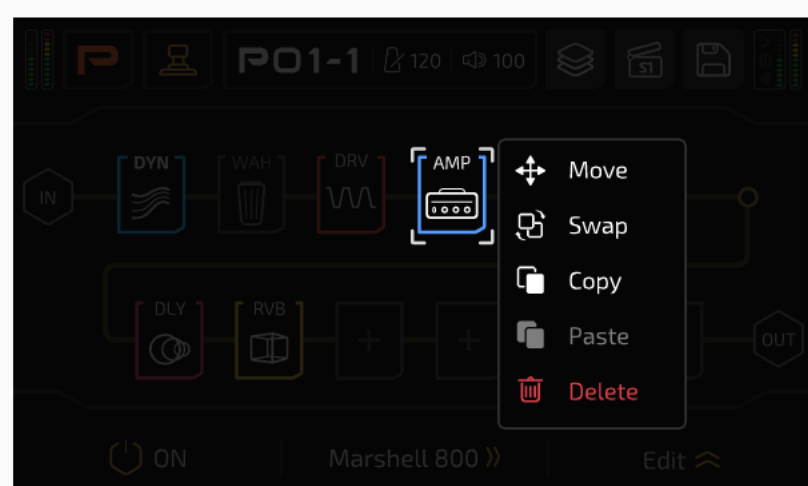 P01-1 120 100 S1 48V
IN DYN WAH DRV AMP
Move
Swap
Copy
Paste
Delete
DLY RVB + + OUT
ON Marshell 800 Edit